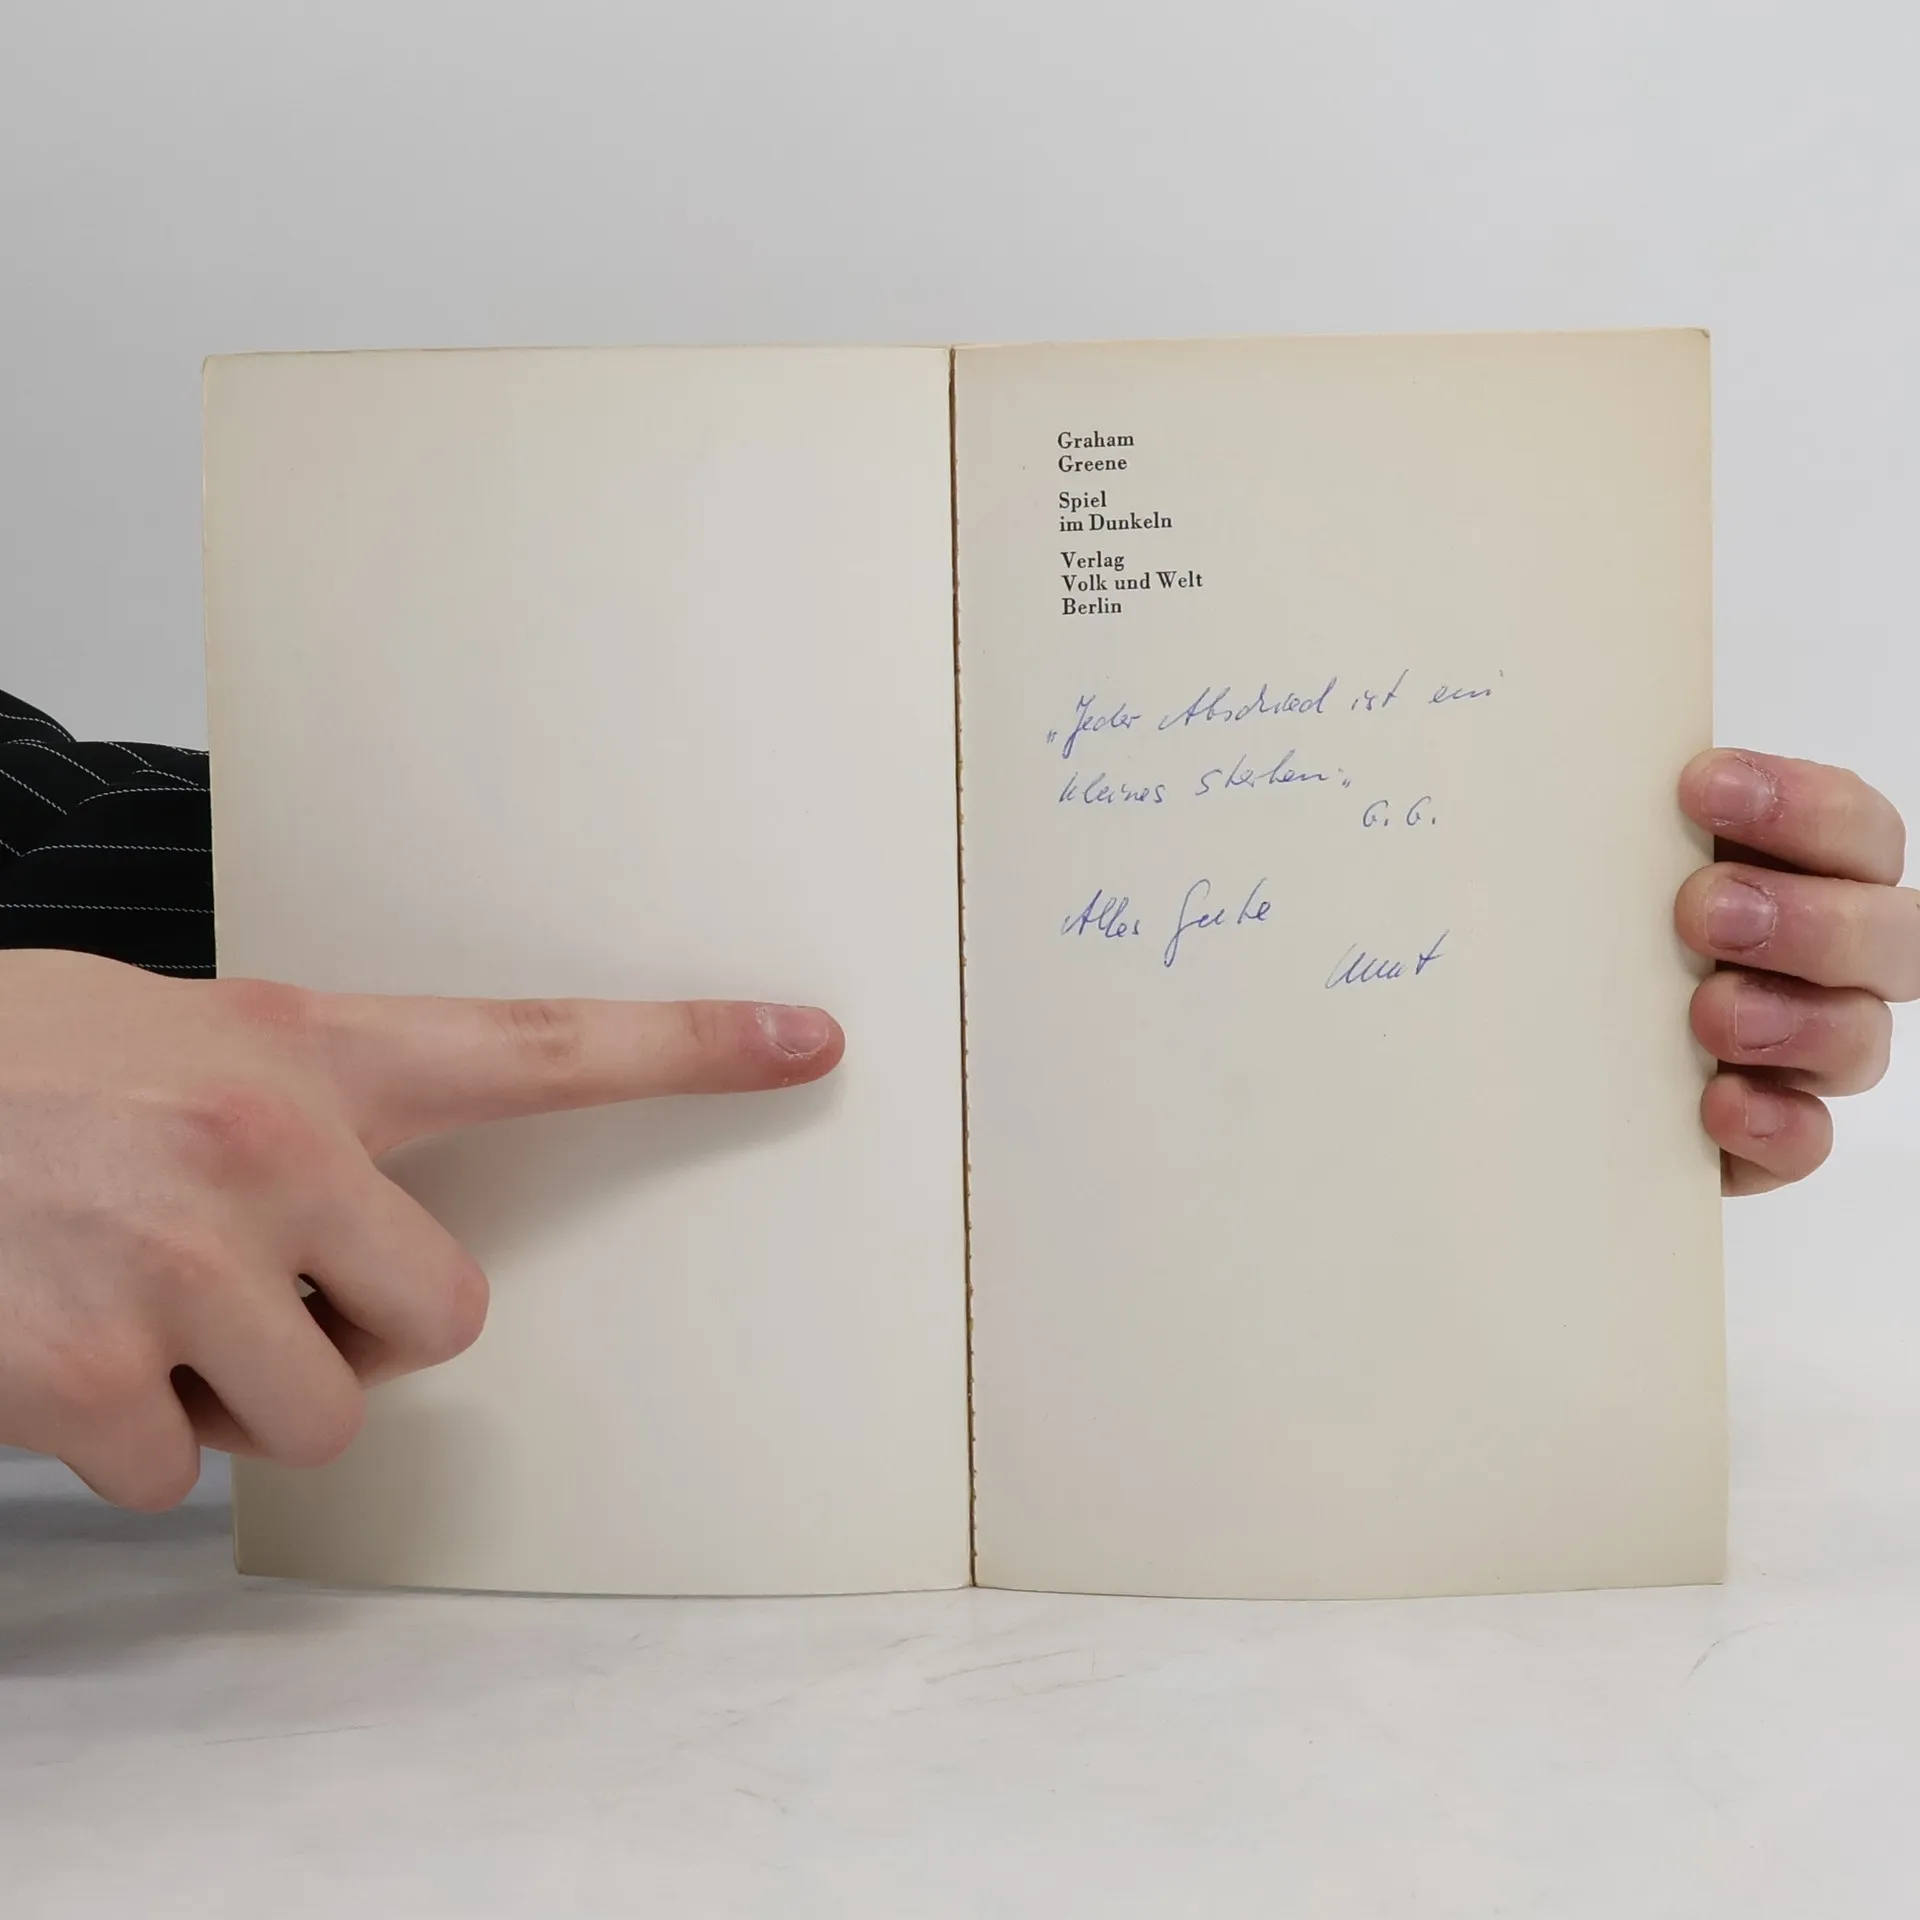 Graham
Greene
Spiel
im Dunkeln
Verlag
Volk und Welt
Berlin
„Jeder Abschied ist ein
kleines Sterben."
G. G.
Alles Gute